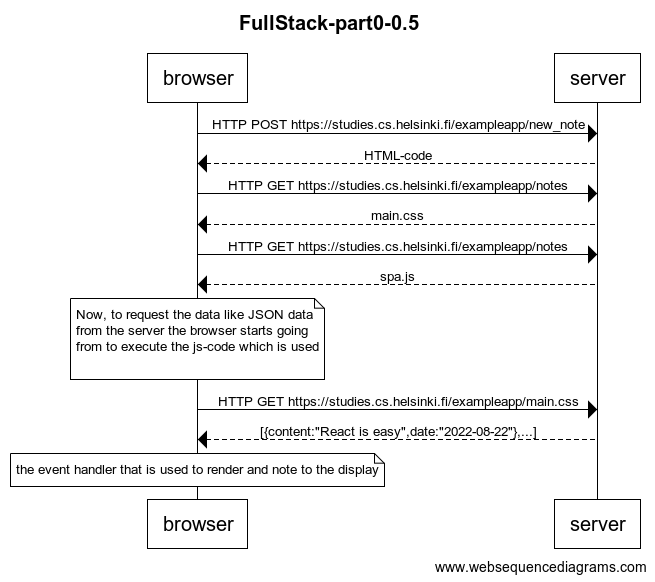 FullStack-part0-0.5
browser
server
HTTP POST https://studies.cs.helsinki.fi/exampleapp/new_note
HTML-code
HTTP GET https://studies.cs.helsinki.fi/exampleapp/notes
main.css
HTTP GET https://studies.cs.helsinki.fi/exampleapp/notes
spa.js
Now, to request the data like JSON data
from the server the browser starts going
from to execute the js-code which is used
HTTP GET https://studies.cs.helsinki.fi/exampleapp/main.css
[{content:"React is easy",date:"2022-08-22"},...]
the event handler that is used to render and note to the display
browser
server
www.websequencediagrams.com